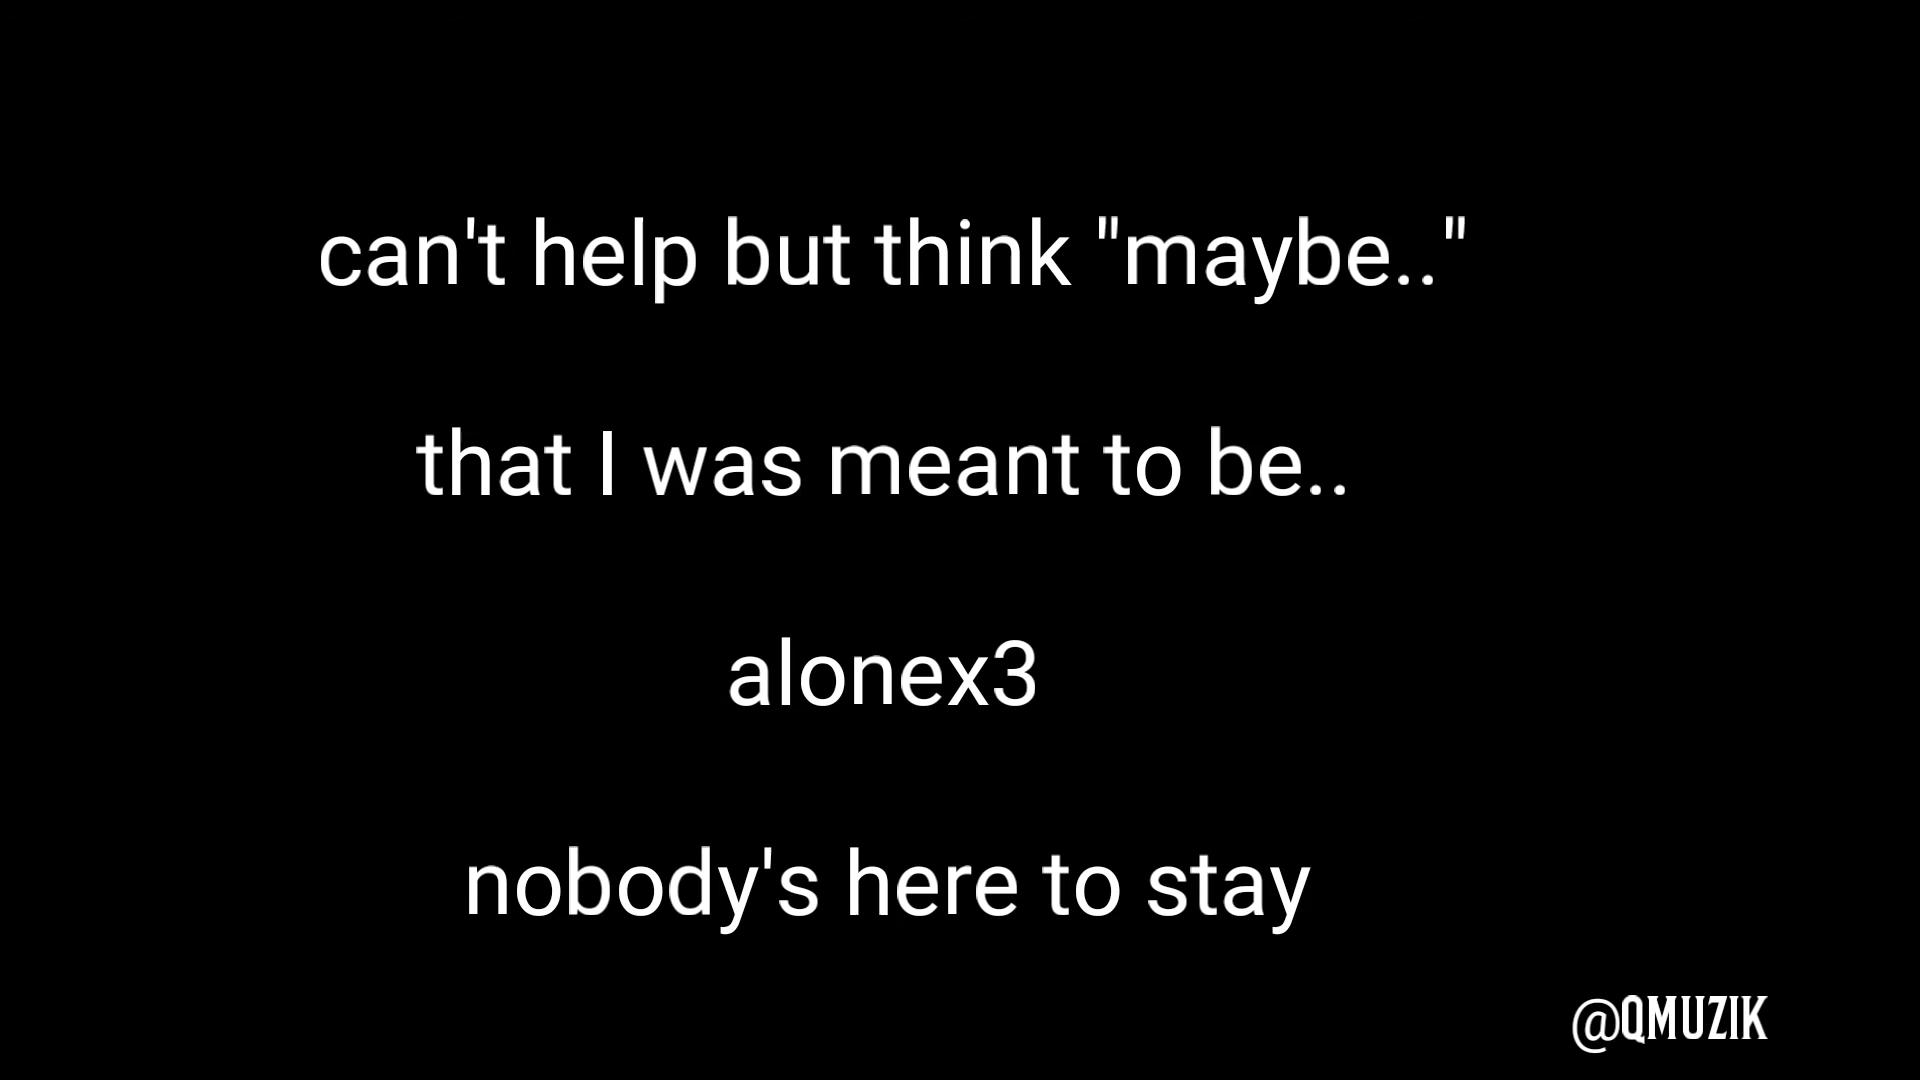 can't help but think "maybe.."
that I was meant to be..
alonex3
nobody's here to stay
@QMUZIK